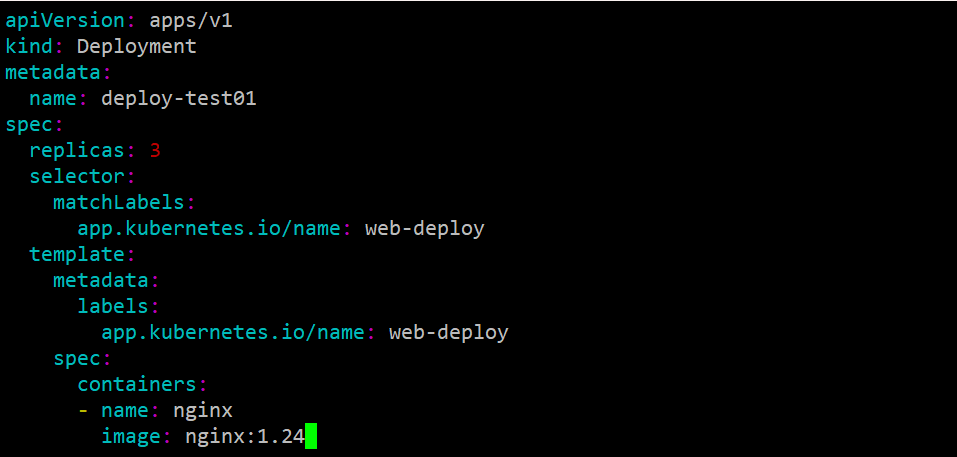 apiVersion: apps/v1
kind: Deployment
metadata:
  name: deploy-test01
spec:
  replicas: 3
  selector:
    matchLabels:
      app.kubernetes.io/name: web-deploy
  template:
    metadata:
      labels:
        app.kubernetes.io/name: web-deploy
    spec:
      containers:
      - name: nginx
        image: nginx:1.24